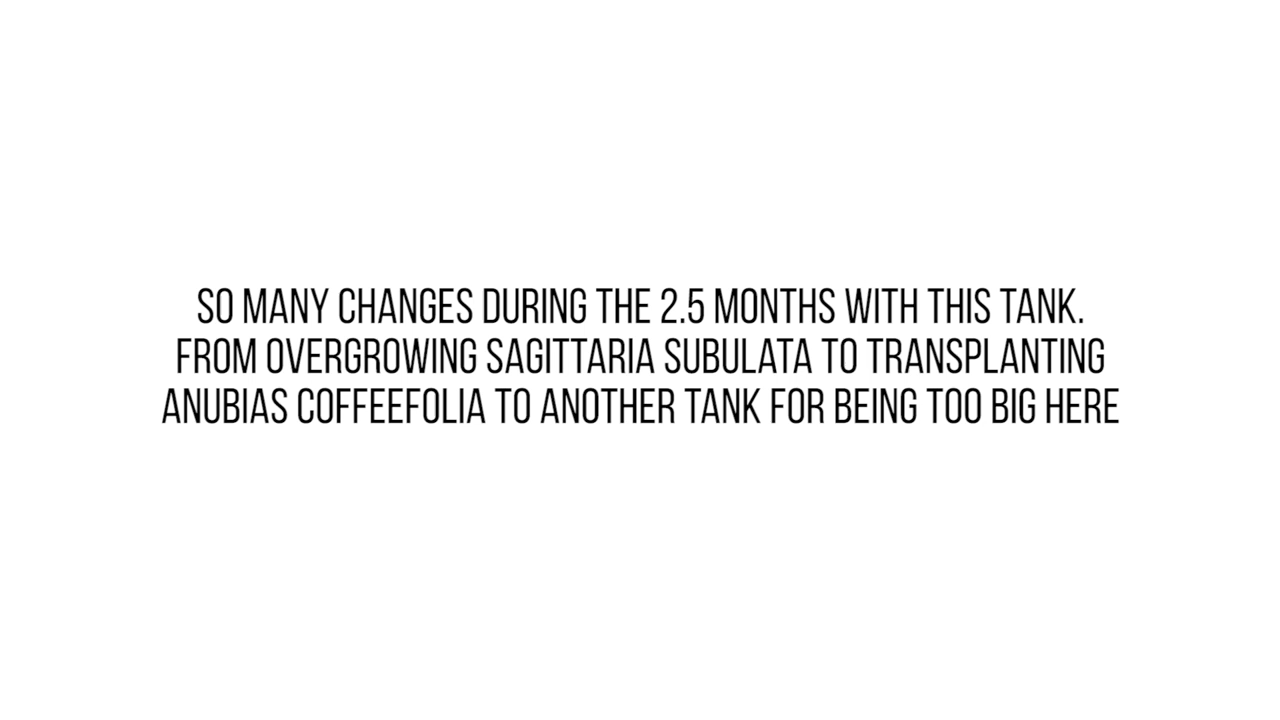 SO MANY CHANGES DURING THE 2.5 MONTHS WITH THIS TANK.
FROM OVERGROWING SAGITTARIA SUBULATA TO TRANSPLANTING
ANUBIAS COFFEEFOLIA TO ANOTHER TANK FOR BEING TOO BIG HERE